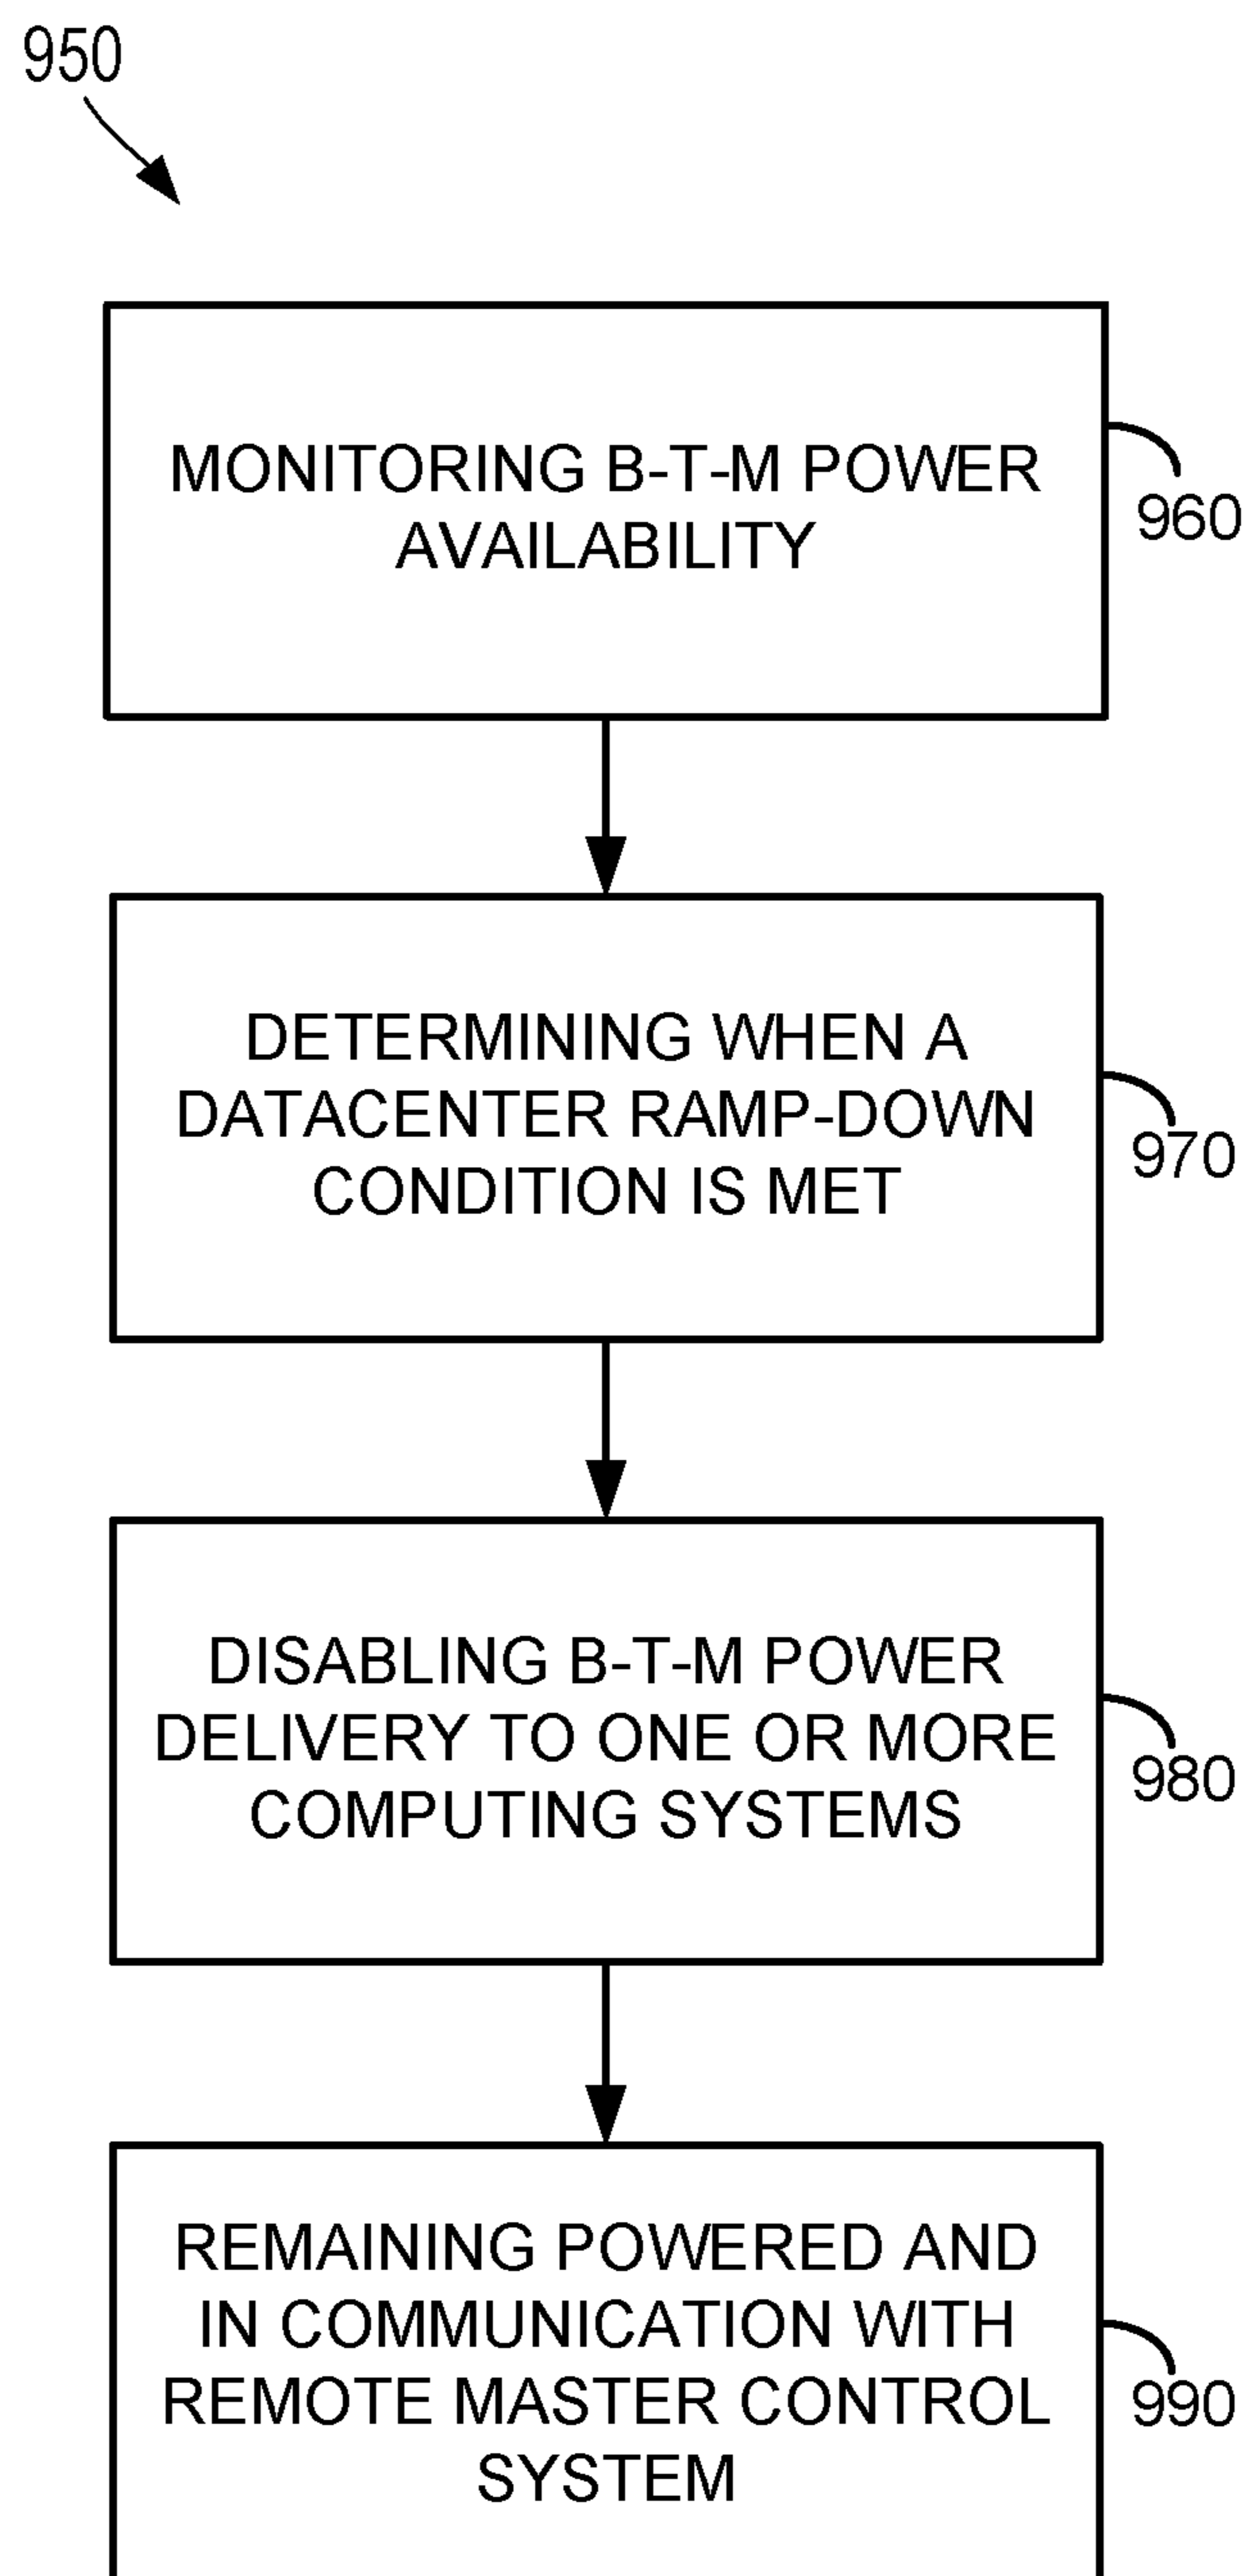 950
MONITORING B-T-M POWER
AVAILABILITY
960
DETERMINING WHEN A
DATACENTER RAMP-DOWN
CONDITION IS MET
970
DISABLING B-T-M POWER
DELIVERY TO ONE OR MORE
COMPUTING SYSTEMS
980
REMAINING POWERED AND
IN COMMUNICATION WITH
REMOTE MASTER CONTROL
SYSTEM
990